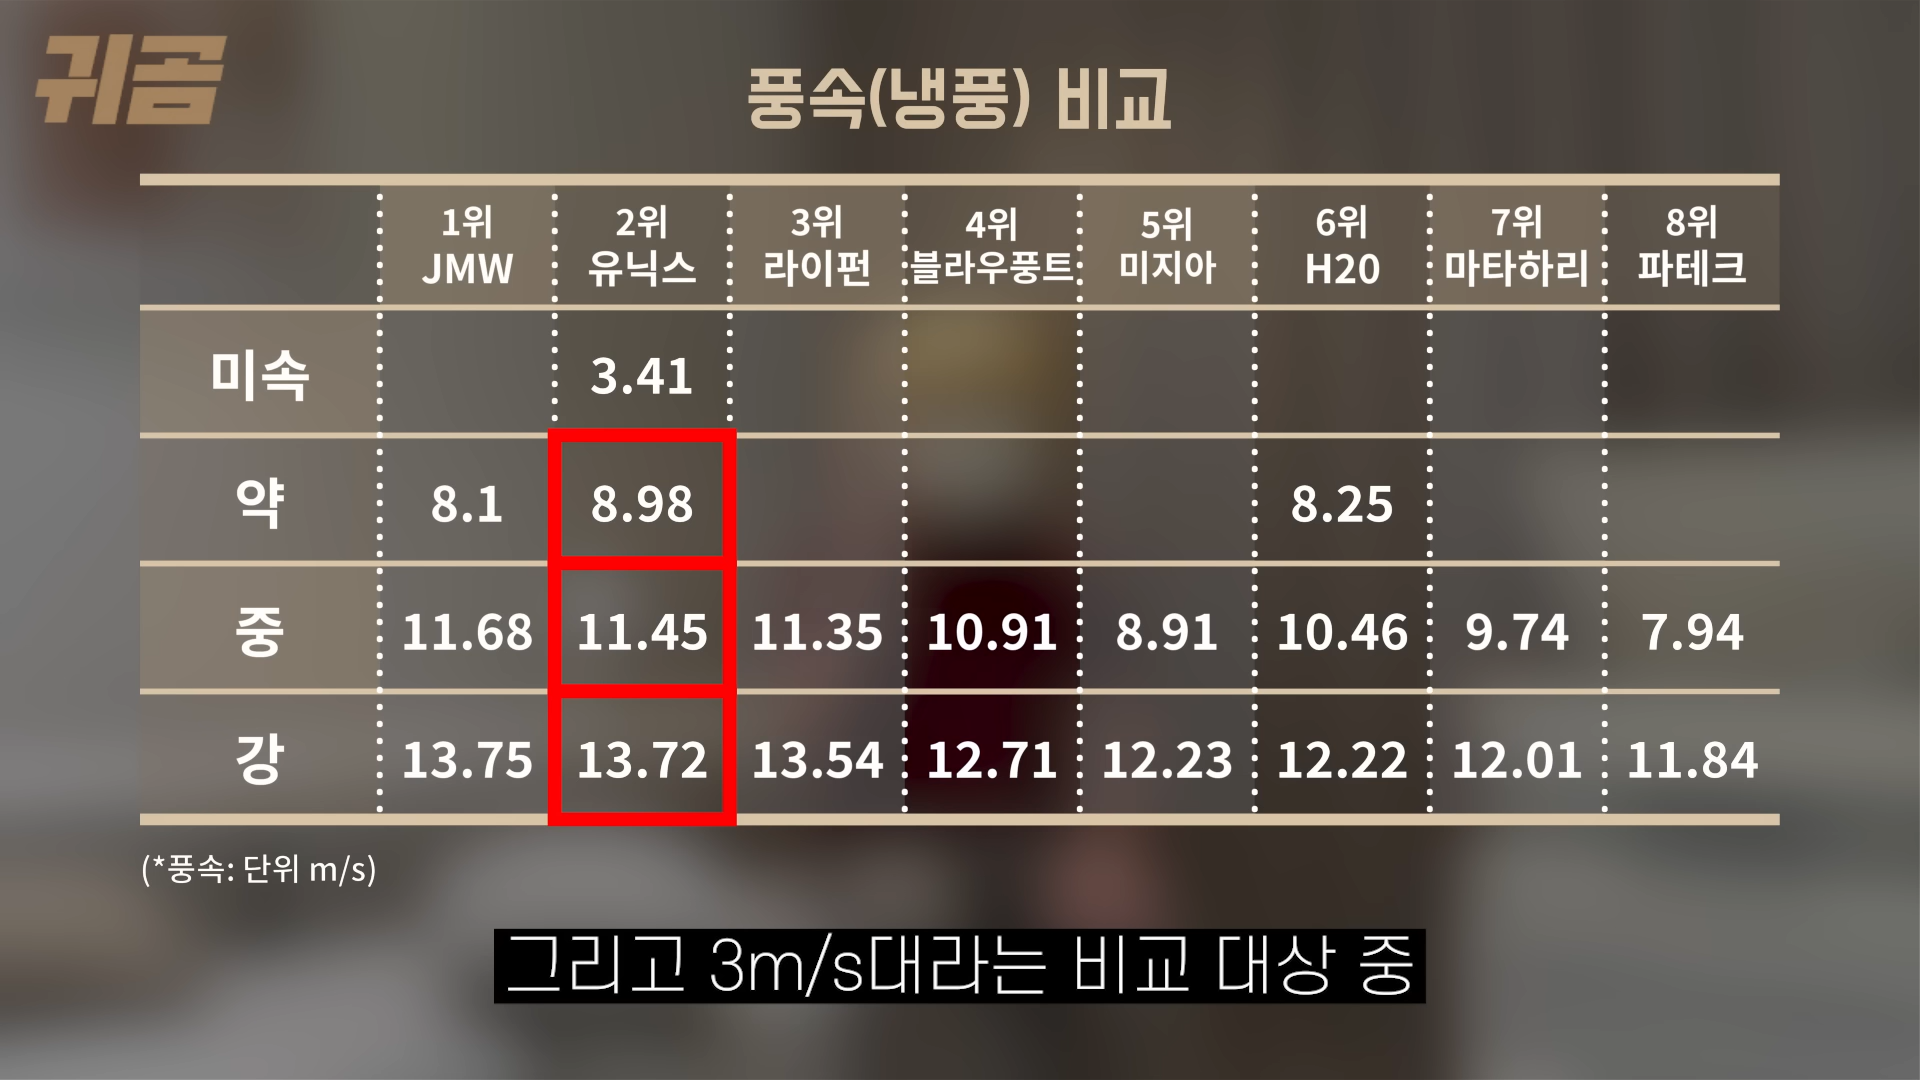 귀곰
풍속(냉풍) 비교
1위 2위 3위 4위 5위 6위 7위 8위
JMW 유닉스 라이펀 블라우풍트 미지아 H20 마타하리 파테크
미속 3.41
약 8.1 8.98 8.25
중 11.68 11.45 11.35 10.91 8.91 10.46 9.74 7.94
강 13.75 13.72 13.54 12.71 12.23 12.22 12.01 11.84
(*풍속: 단위 m/s)
그리고 3m/s대라는 비교 대상 중